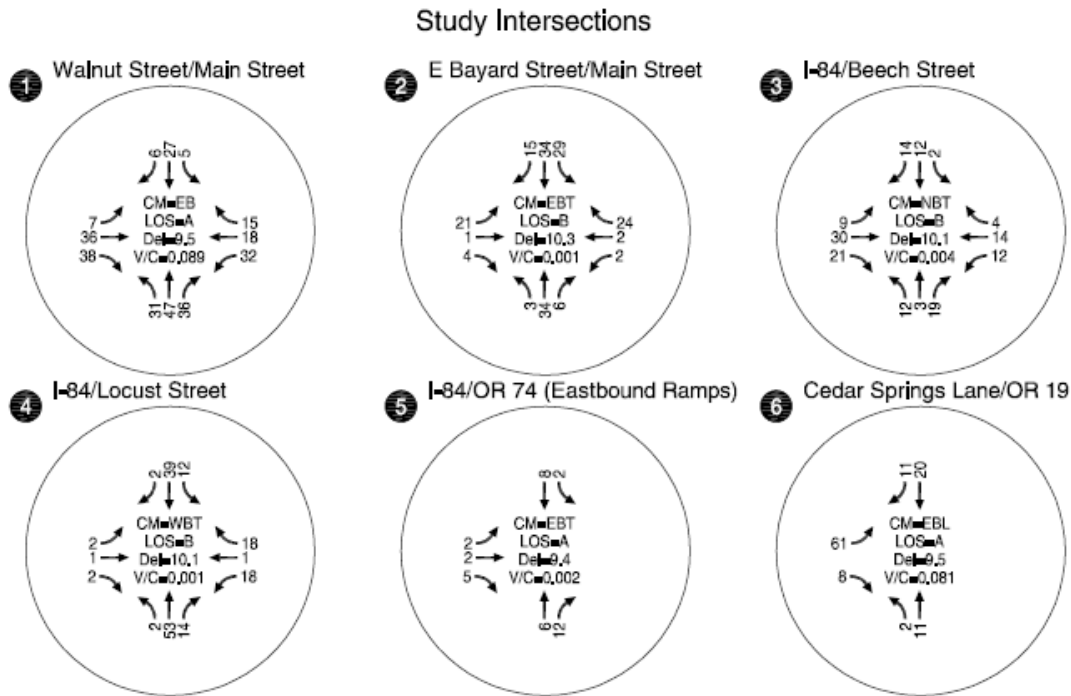 Study Intersections
1 Walnut Street/Main Street
6 27 5
CM=EB
LOS=A
Del=9.5
V/C=0.089
7
36
38
15
18
32
31 47 36
2 E Bayard Street/Main Street
15 34 29
CM=EBT
LOS=B
Del=10.3
V/C=0.001
21
1
4
24
2
2
3 34 6
3 I-84/Beech Street
14 12 2
CM=NBT
LOS=B
Del=10.1
V/C=0.004
9
30
21
4
14
12
12 3 19
4 I-84/Locust Street
2 39 12
CM=WBT
LOS=B
Del=10.1
V/C=0.001
2
1
2
18
1
18
2 53 14
5 I-84/OR 74 (Eastbound Ramps)
8 2
CM=EBT
LOS=A
Del=9.4
V/C=0.002
2
2
5
6 12
6 Cedar Springs Lane/OR 19
11 20
CM=EBL
LOS=A
Del=9.5
V/C=0.081
61
8
2 11